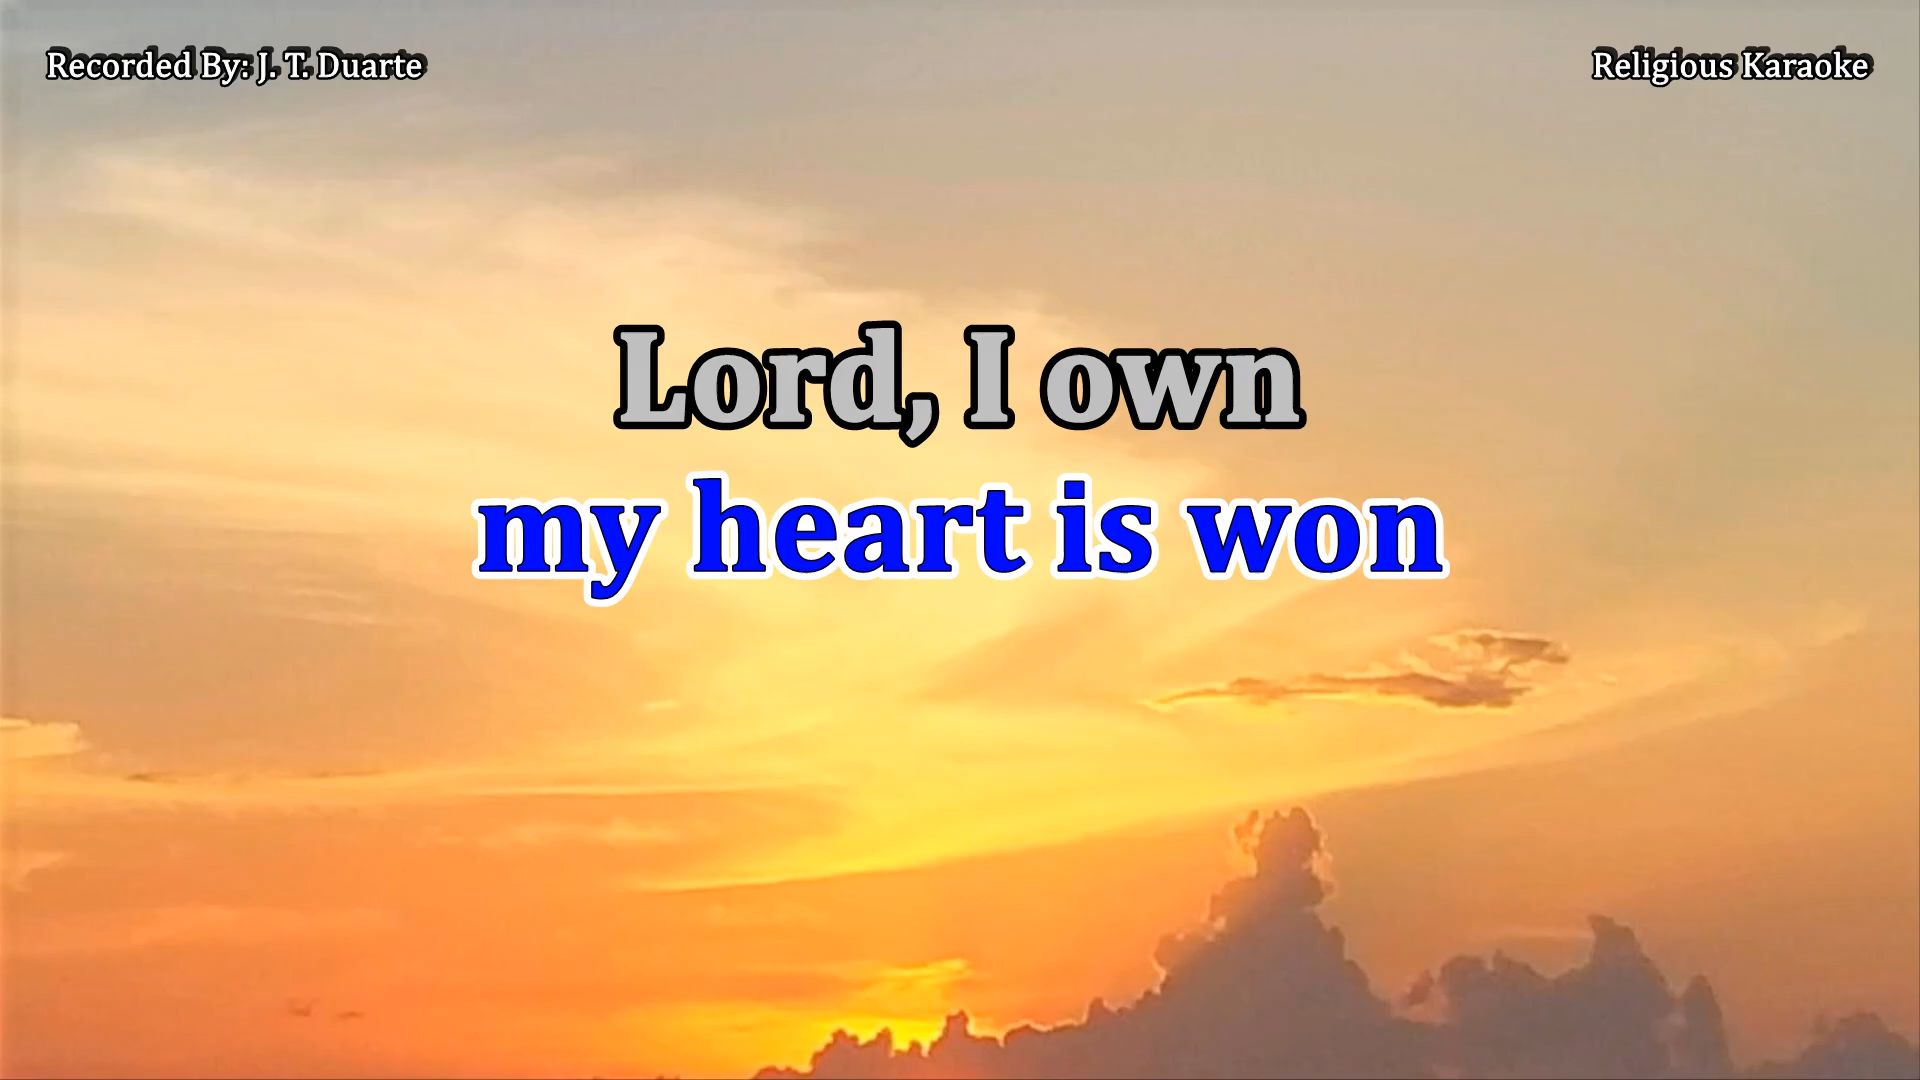 Recorded By: J. T. Duarte
Religious Karaoke
Lord, I own
my heart is won